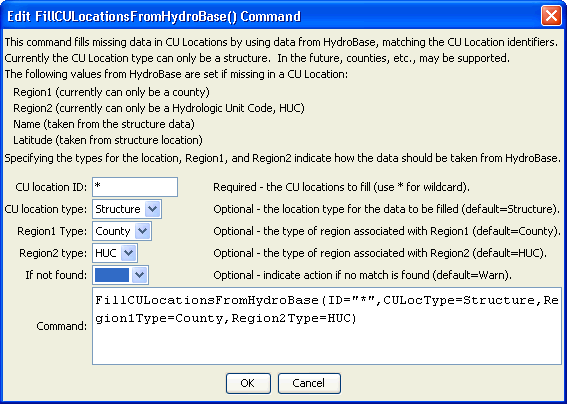 Edit FillCULocationsFromHydroBase() Command
This command fills missing data in CU Locations by using data from HydroBase, matching the CU Location identifiers.
Currently the CU Location type can only be a structure.  In the future, counties, etc., may be supported.
The following values from HydroBase are set if missing in a CU Location:
Region1 (currently can only be a county)
Region2 (currently can only be a Hydrologic Unit Code, HUC)
Name (taken from the structure data)
Latitude (taken from structure location)
Specifying the types for the location, Region1, and Region2 indicate how the data should be taken from HydroBase.
CU location ID: * Required - the CU locations to fill (use * for wildcard).
CU location type: Structure Optional - the location type for the data to be filled (default=Structure).
Region1 Type: County Optional - the type of region associated with Region1 (default=County).
Region2 type: HUC Optional - the type of region associated with Region2 (default=HUC).
If not found: Optional - indicate action if no match is found (default=Warn).
FillCULocationsFromHydroBase(ID="*",CULocType=Structure,Re
gion1Type=County,Region2Type=HUC)
Command:
OK Cancel